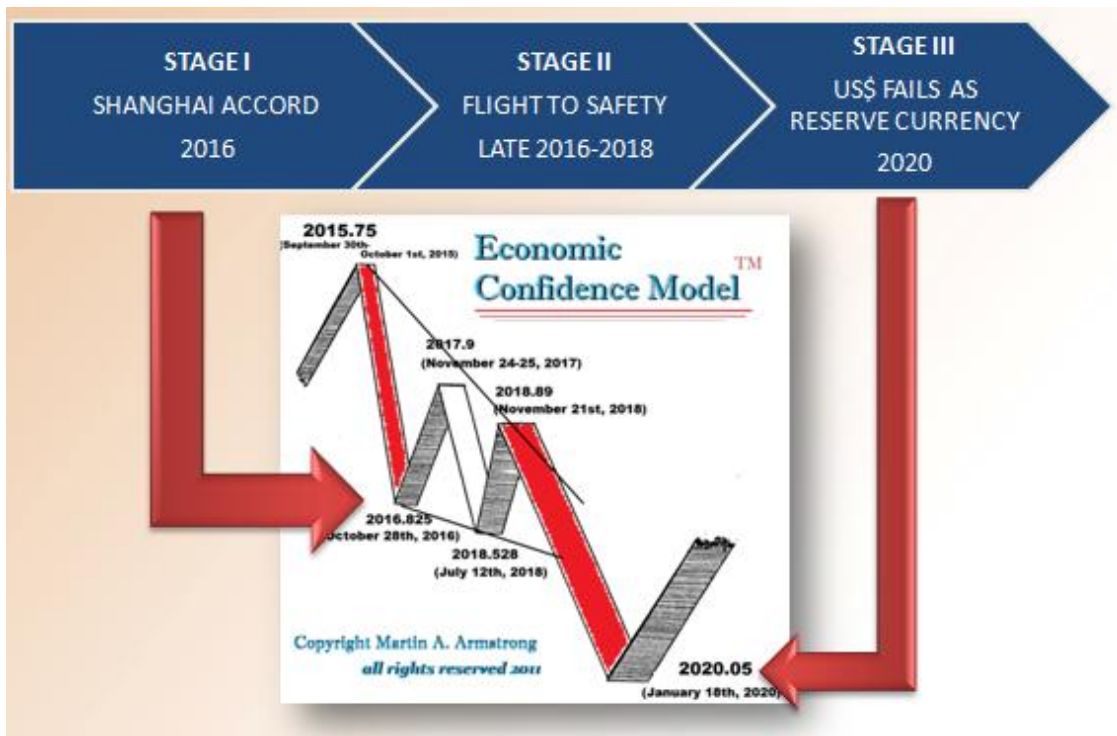 STAGE I
SHANGHAI ACCORD
2016
STAGE II
FLIGHT TO SAFETY
LATE 2016-2018
STAGE III
US$ FAILS AS
RESERVE CURRENCY
2020
2015.75
(September 30th-
October 1st, 2015)
Economic
Confidence Model TM
2017.9
(November 24-25, 2017)
2018.89
(November 21st, 2018)
2016.825
(October 28th, 2016)
2018.528
(July 12th, 2018)
Copyright Martin A. Armstrong
all rights reserved 2011
2020.05
(January 18th, 2020)